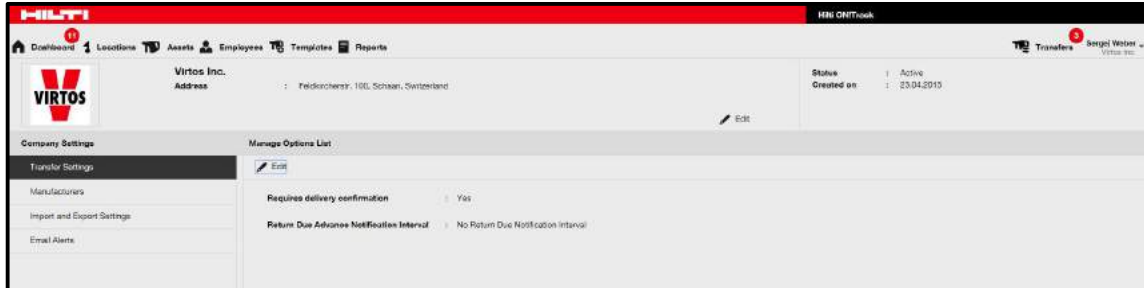 HILTI
Hilti ON!Track
11
3
Dashboard Locations Assets Employees Templates Reports Transfers Sergej Weber
Virtos Inc.
VIRTOS
Virtos Inc.
Address : Feldkircherstr. 100, Schaan, Switzerland
Status : Active
Created on : 23.04.2015
Edit
Company Settings Manage Options List
Transfer Settings
Edit
Manufacturers
Requires delivery confirmation : Yes
Import and Export Settings
Return Due Advance Notification Interval : No Return Due Notification Interval
Email Alerts